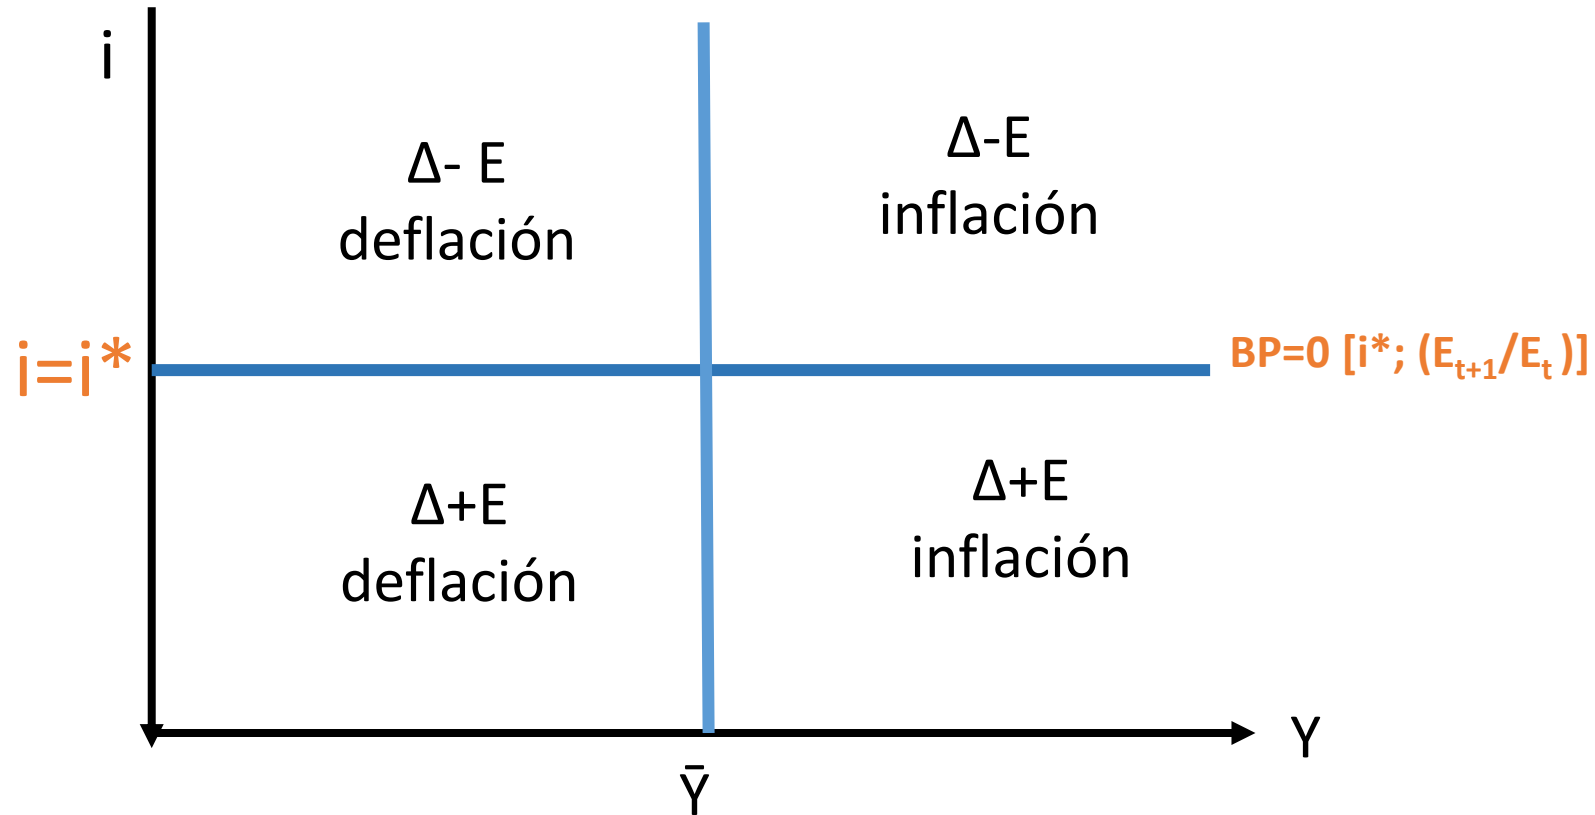 i
Δ- E
deflación
Δ-E
inflación
i=i*
BP=0 [i*; (Et+1/Et )]
Δ+E
deflación
Δ+E
inflación
Y
Ȳ